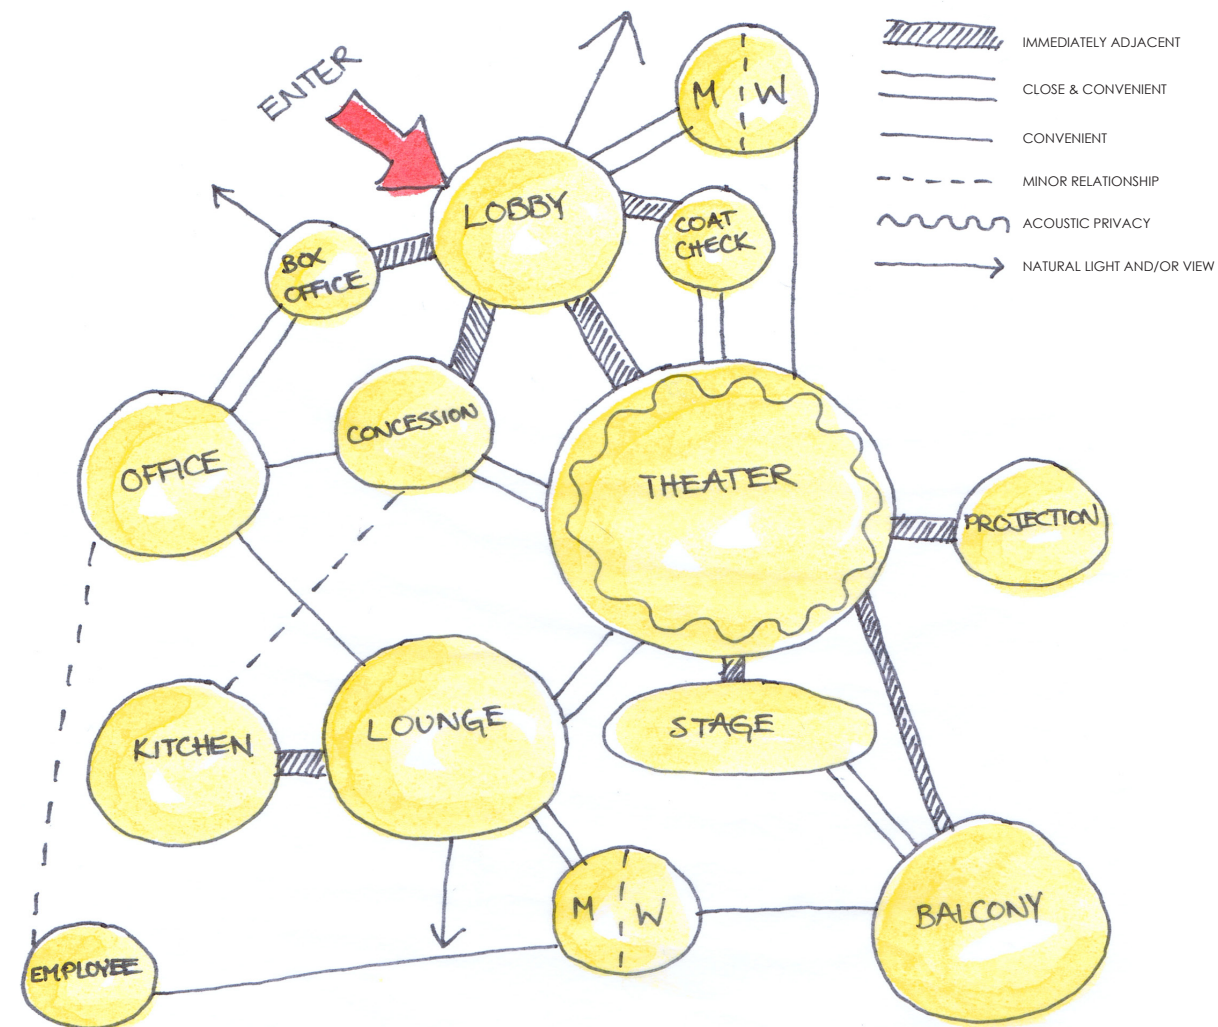 ENTER
M W
LOBBY
COAT
CHECK
BOX
OFFICE
CONCESSION
OFFICE
THEATER
PROJECTION
LOUNGE
STAGE
KITCHEN
M W
BALCONY
EMPLOYEE
IMMEDIATELY ADJACENT
CLOSE & CONVENIENT
CONVENIENT
MINOR RELATIONSHIP
ACOUSTIC PRIVACY
NATURAL LIGHT AND/OR VIEW